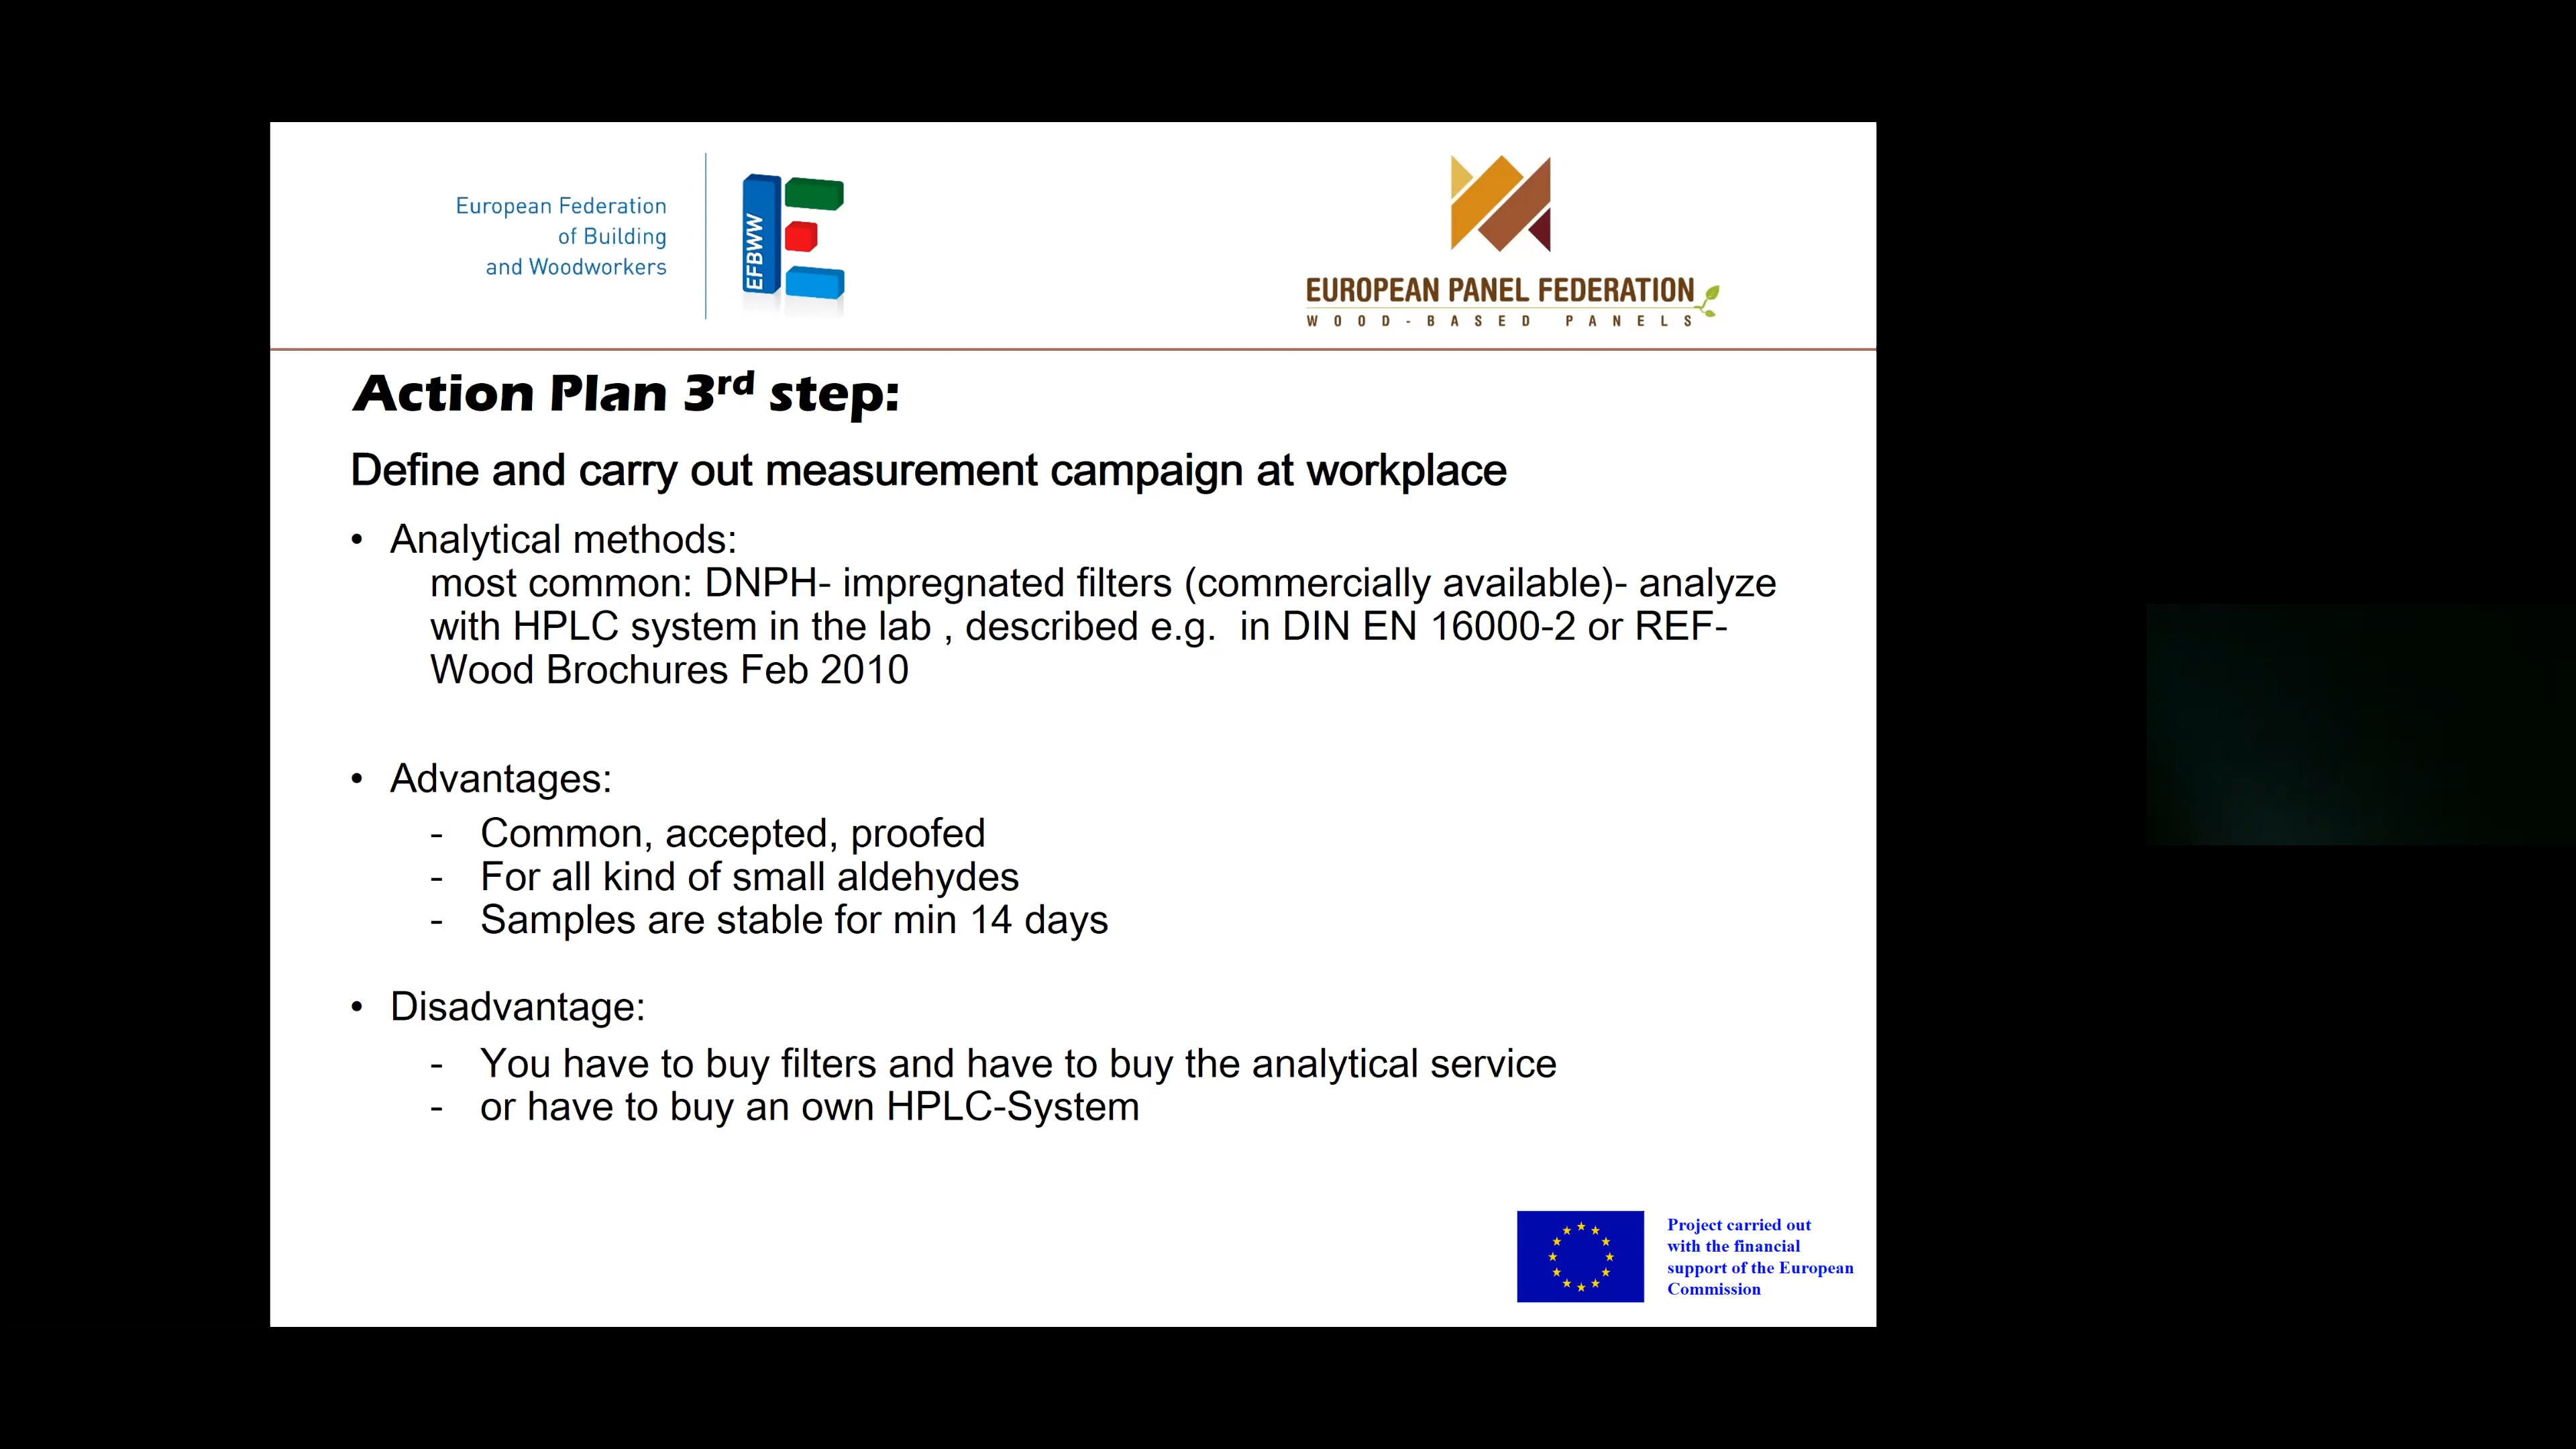 European Federation
of Building
and Woodworkers
EFBWW
EUROPEAN PANEL FEDERATION
WOOD-BASED PANELS
Action Plan 3rd step:
Define and carry out measurement campaign at workplace
• Analytical methods:
most common: DNPH- impregnated filters (commercially available)- analyze
with HPLC system in the lab , described e.g.  in DIN EN 16000-2 or REF-
Wood Brochures Feb 2010
• Advantages:
- Common, accepted, proofed
- For all kind of small aldehydes
- Samples are stable for min 14 days
• Disadvantage:
- You have to buy filters and have to buy the analytical service
- or have to buy an own HPLC-System
Project carried out
with the financial
support of the European
Commission